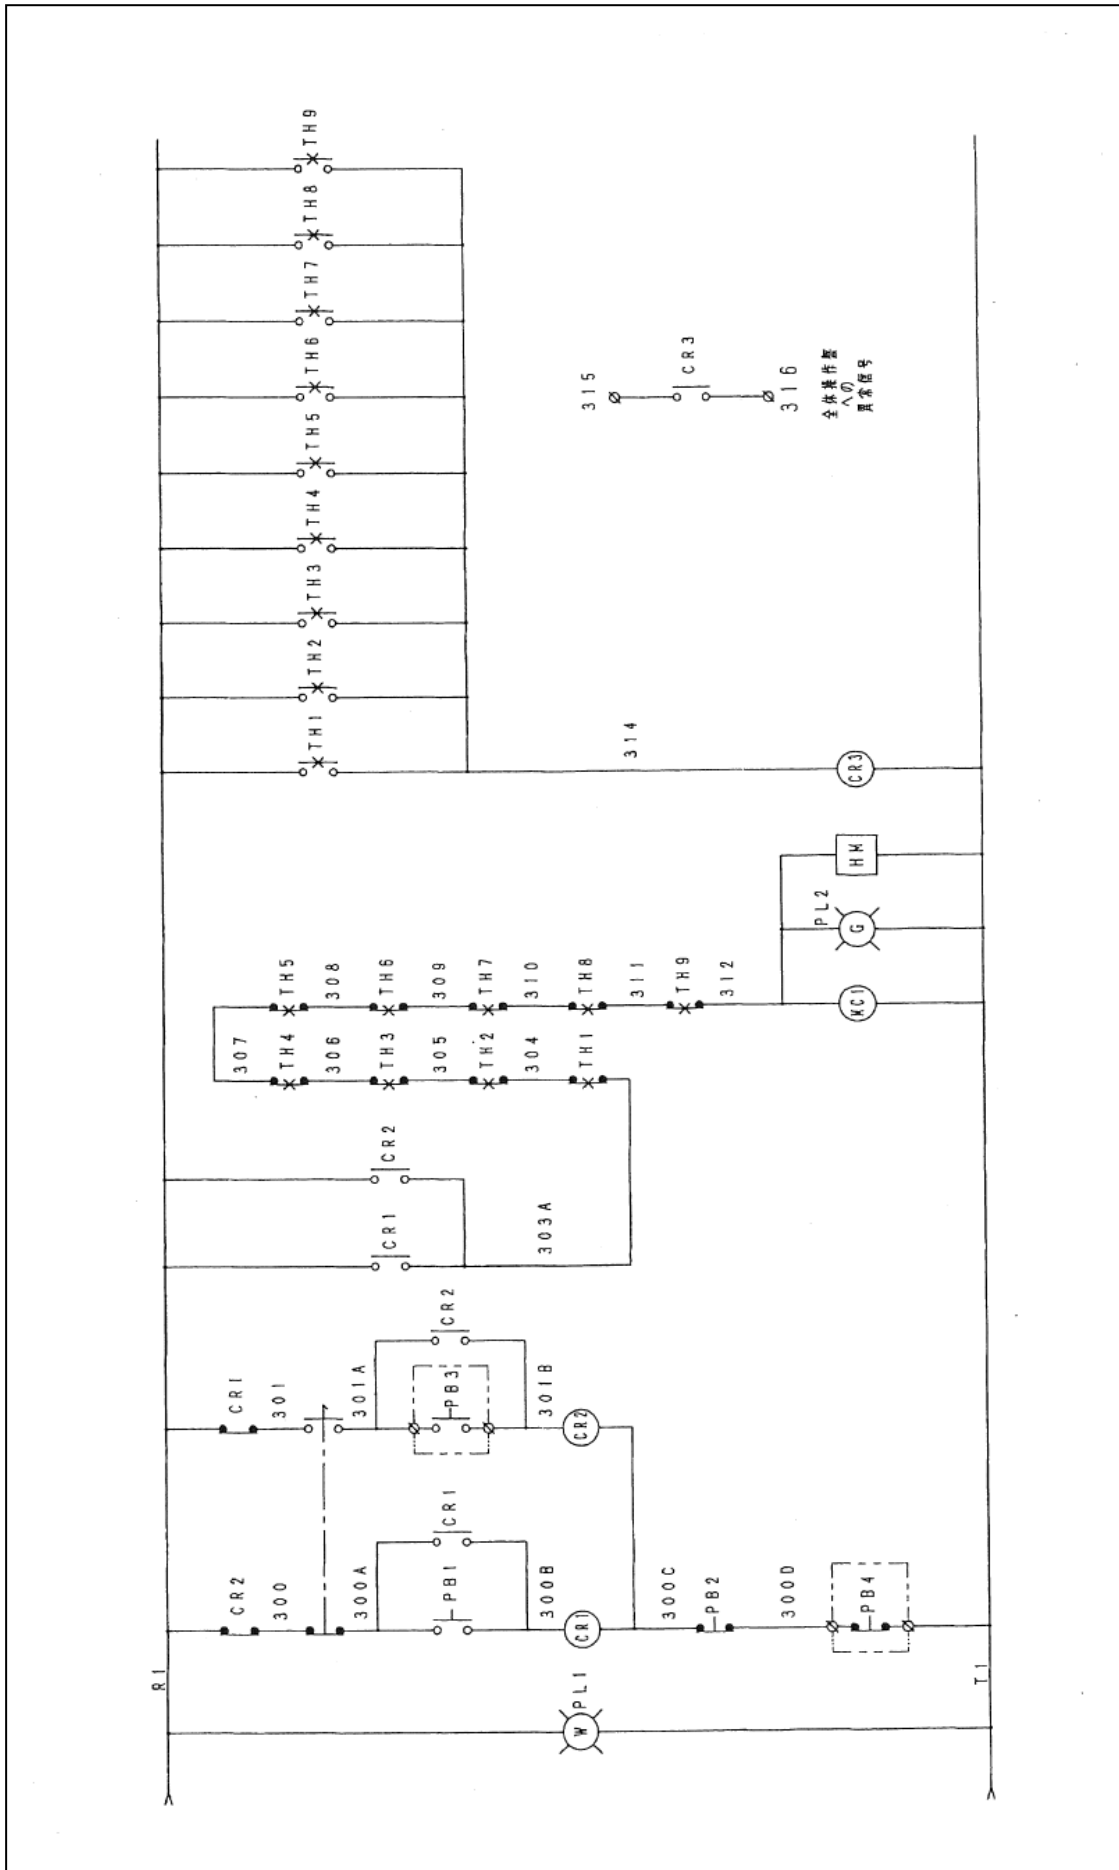 R1
T1
W
PL1
CR2
300
300A
PB1
CR1
300B
CR1
300C
PB2
300D
PB4
CR1
301
301A
PB3
CR2
301B
CR2
CR1
CR2
303A
TH1
304
TH2
305
TH3
306
TH4
307
TH5
308
TH6
309
TH7
310
TH8
311
TH9
312
G
PL2
HM
TH1
TH2
TH3
TH4
TH5
TH6
TH7
TH8
TH9
314
CR3
315
CR3
316
全体操作盤
への
異常信号